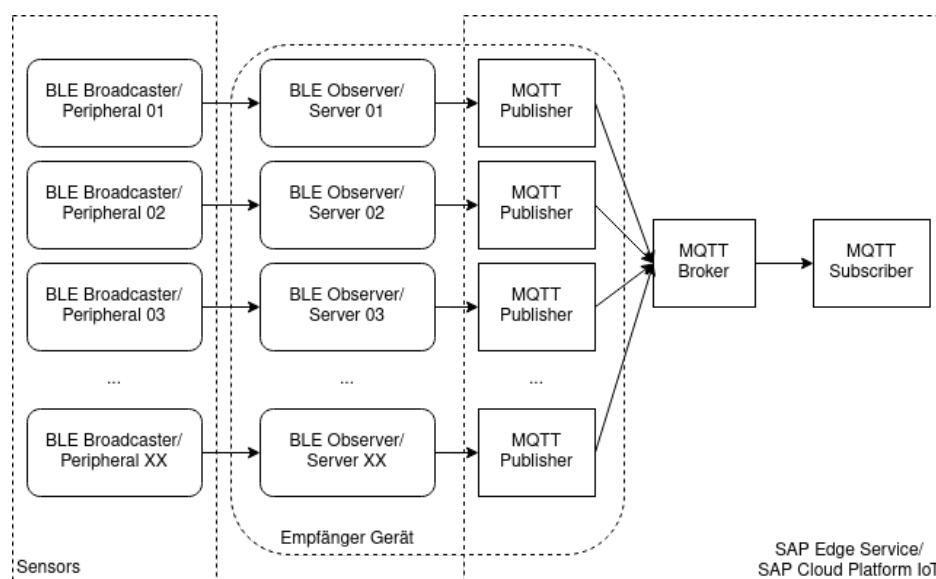 BLE Broadcaster/
Peripheral 01
BLE Observer/
Server 01
MQTT
Publisher
BLE Broadcaster/
Peripheral 02
BLE Observer/
Server 02
MQTT
Publisher
MQTT
Broker
MQTT
Subscriber
BLE Broadcaster/
Peripheral 03
BLE Observer/
Server 03
MQTT
Publisher
...
...
...
BLE Broadcaster/
Peripheral XX
BLE Observer/
Server XX
MQTT
Publisher
Empfänger Gerät
Sensors
SAP Edge Service/
SAP Cloud Platform IoT